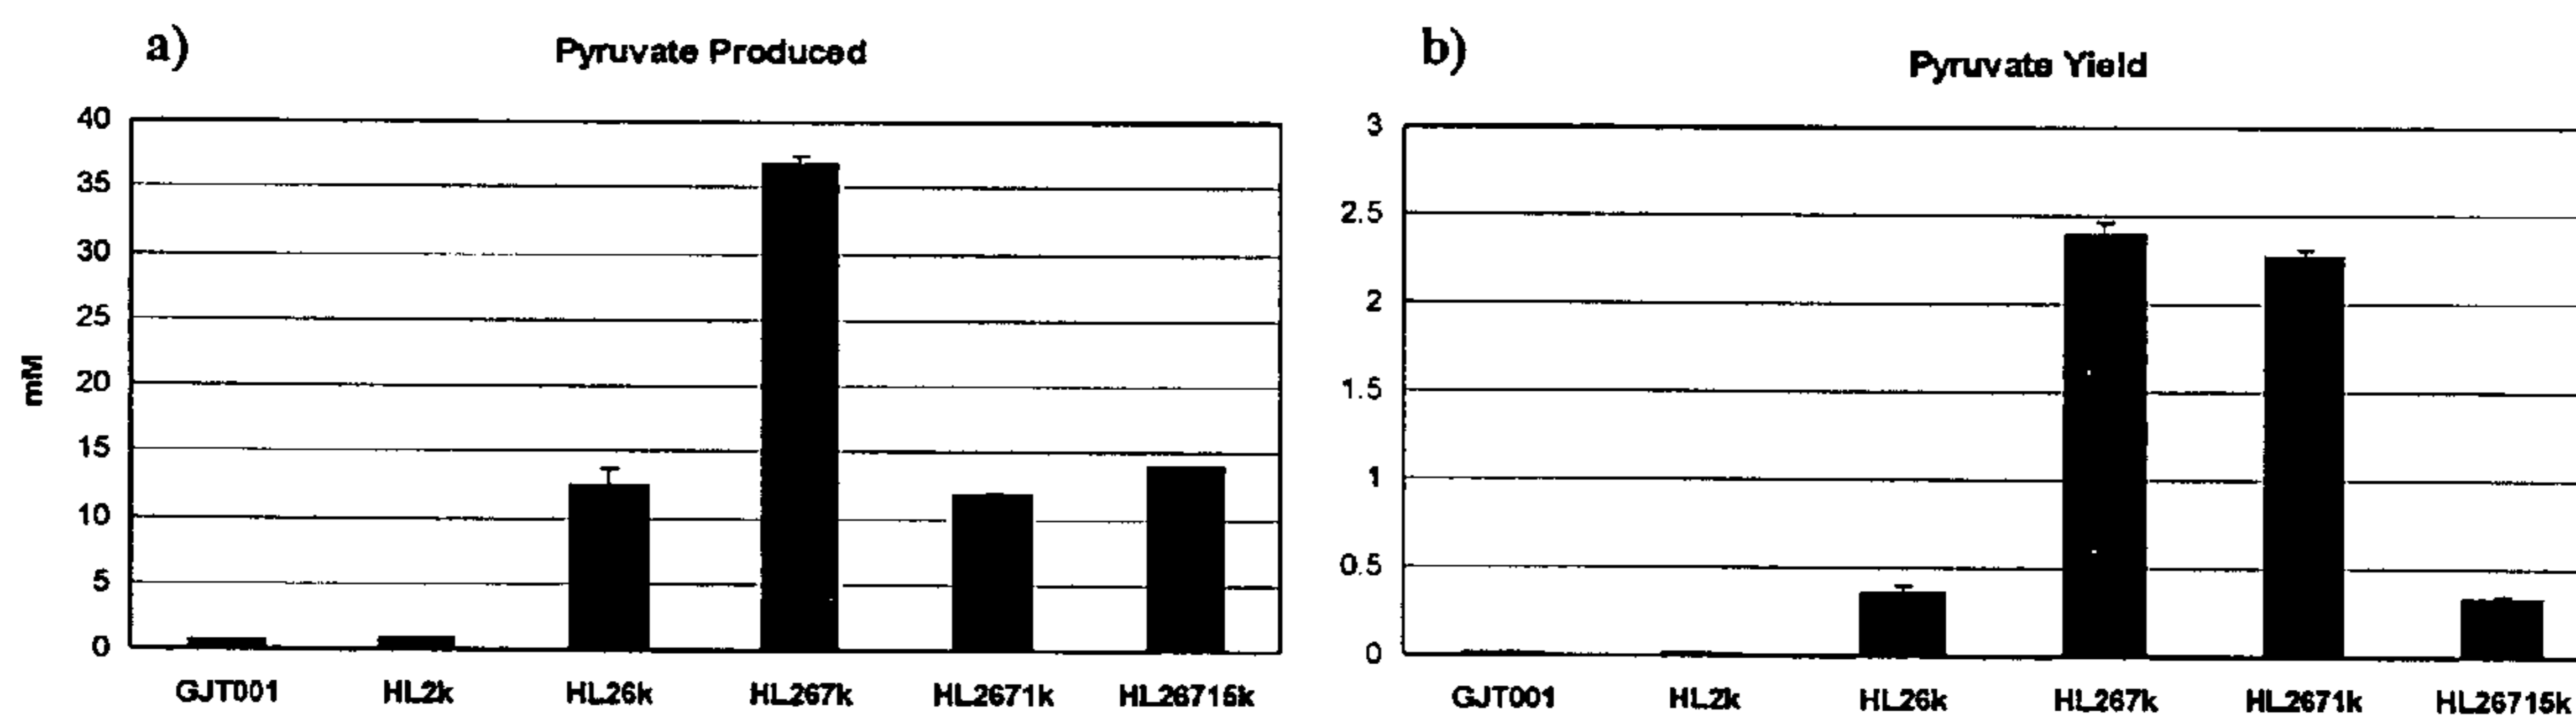 a)
Pyruvate Produced
40
35
30
25
20
15
10
5
0
mM
GJT001 HL2k HL26k HL267k HL2671k HL26715k
b)
Pyruvate Yield
3
2.5
2
1.5
1
0.5
0
GJT001 HL2k HL26k HL267k HL2671k HL26715k